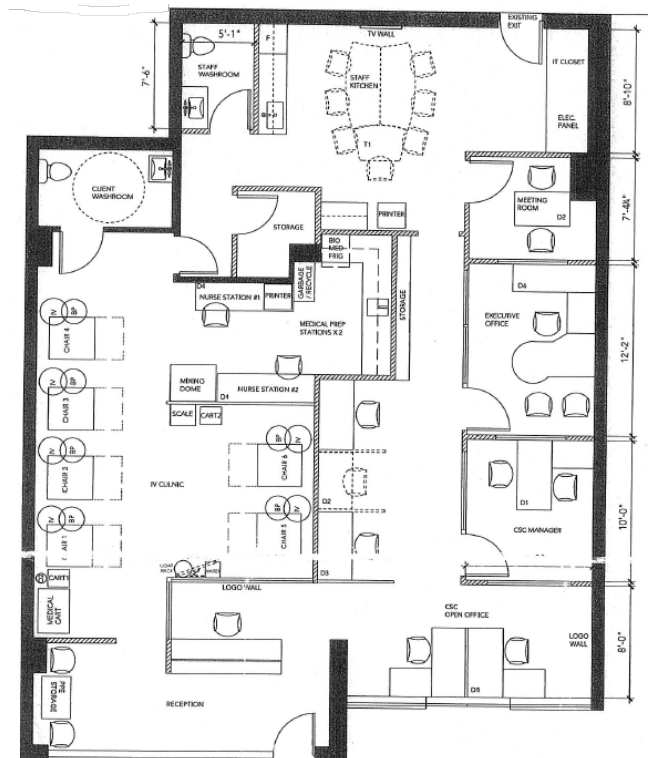 EXISTING
EXIT
TV WALL
5'-1"
F
STAFF
WASHROOM
IT CLOSET
STAFF
KITCHEN
7'-6"
8'-10"
ELEC.
PANEL
T1
CLIENT
WASHROOM
MEETING
ROOM
D2
7'-4¾"
PRINTER
STORAGE
BIO
MED
FRIG
GARBAGE
/ RECYCLE
D4
NURSE STATION #1
PRINTER
STORAGE
D6
EXECUTIVE
OFFICE
MEDICAL PREP
STATIONS X 2
12'-2"
IV
BP
CHAIR 4
MIXING
DOME
D4
NURSE STATION #2
IV
BP
CHAIR 3
SCALE
CART2
IV
BP
CHAIR 2
BP
IV
CHAIR 6
IV CLINIC
D2
D1
CSC MANAGER
10'-0"
IV
BP
AIR 1
BP
IV
CHAIR 5
D3
CART1
MEDICAL
CART
LOGO WALL
CSC
OPEN OFFICE
LOGO
WALL
8'-0"
PPE
STORAGE
RECEPTION